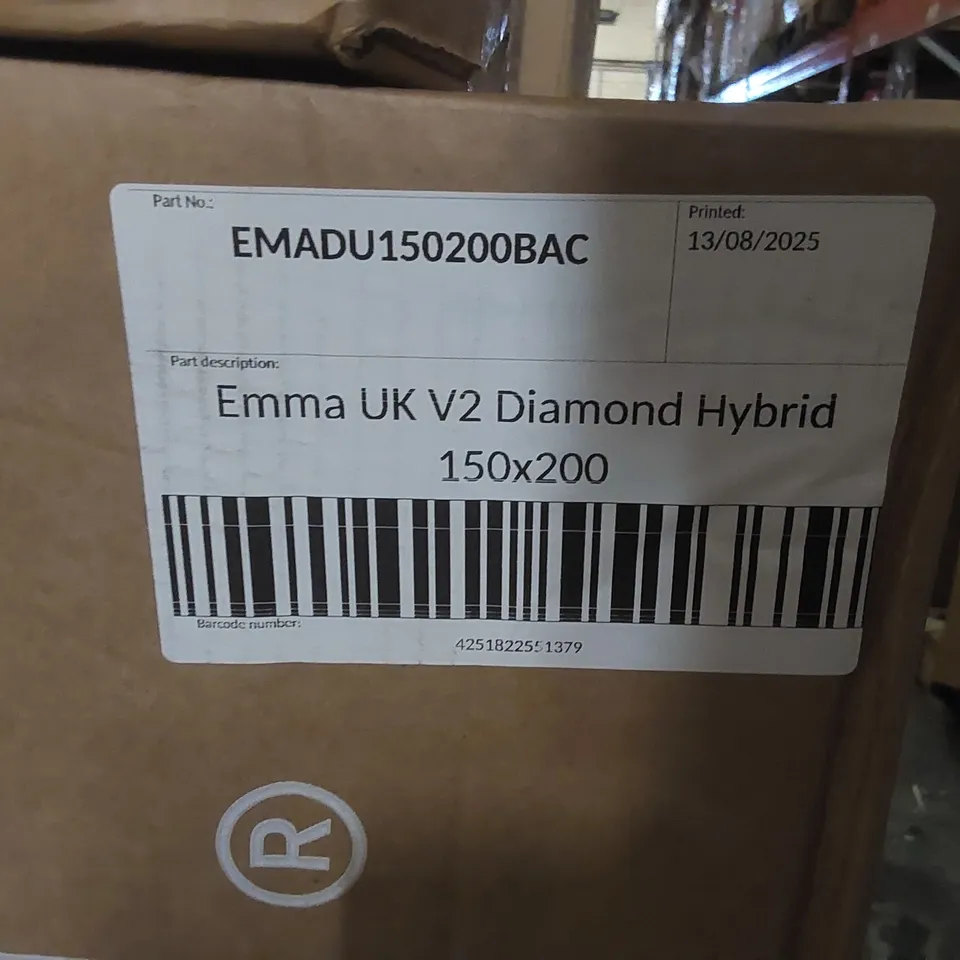 Part No.:
EMADU150200BAC
Printed:
13/08/2025
Part description:
Emma UK V2 Diamond Hybrid
150x200
Barcode number:
4251822551379
®